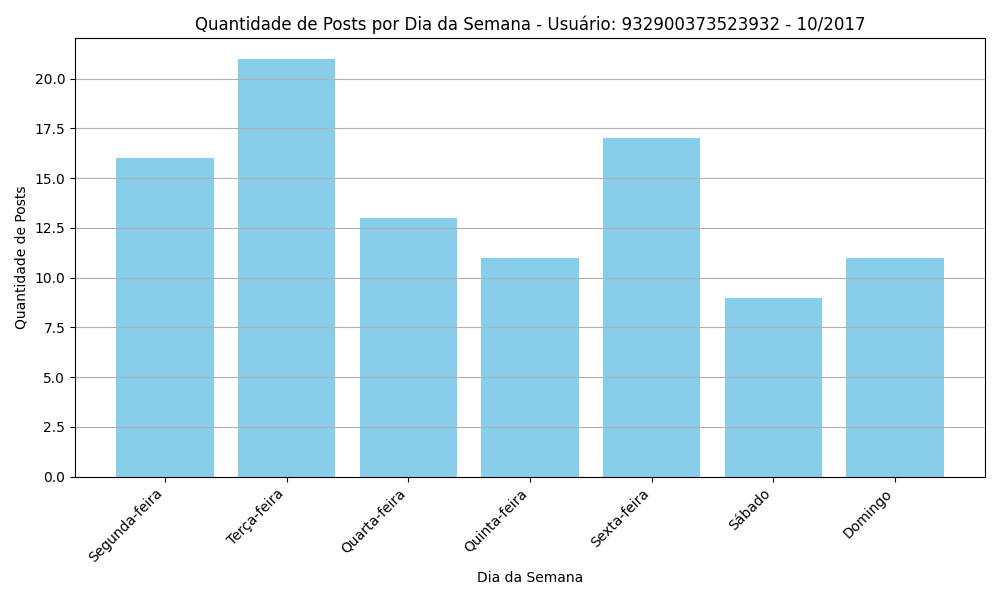 Quantidade de Posts por Dia da Semana - Usuário: 932900373523932 - 10/2017
Quantidade de Posts
20.0
17.5
15.0
12.5
10.0
7.5
5.0
2.5
0.0
Segunda-feira
Terça-feira
Quarta-feira
Quinta-feira
Sexta-feira
Sábado
Domingo
Dia da Semana